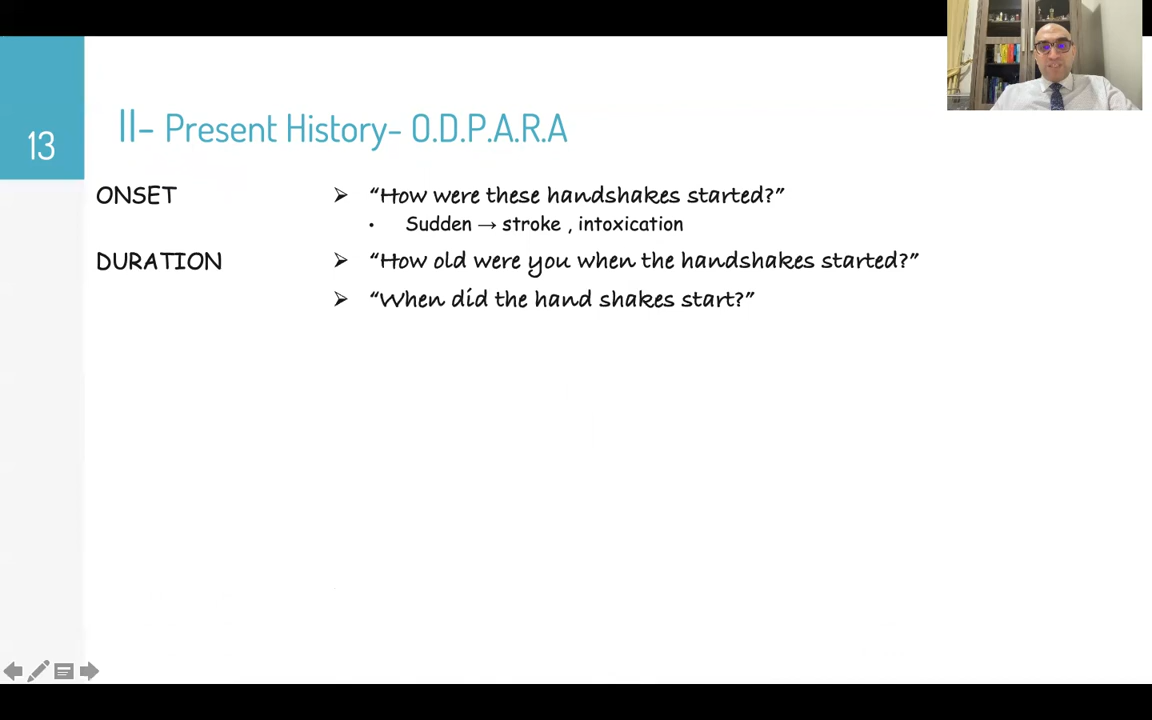 13
II- Present History- O.D.P.A.R.A
ONSET
➢ “How were these handshakes started?”
• Sudden → stroke , intoxication
DURATION
➢ “How old were you when the handshakes started?”
➢ “When did the hand shakes start?”